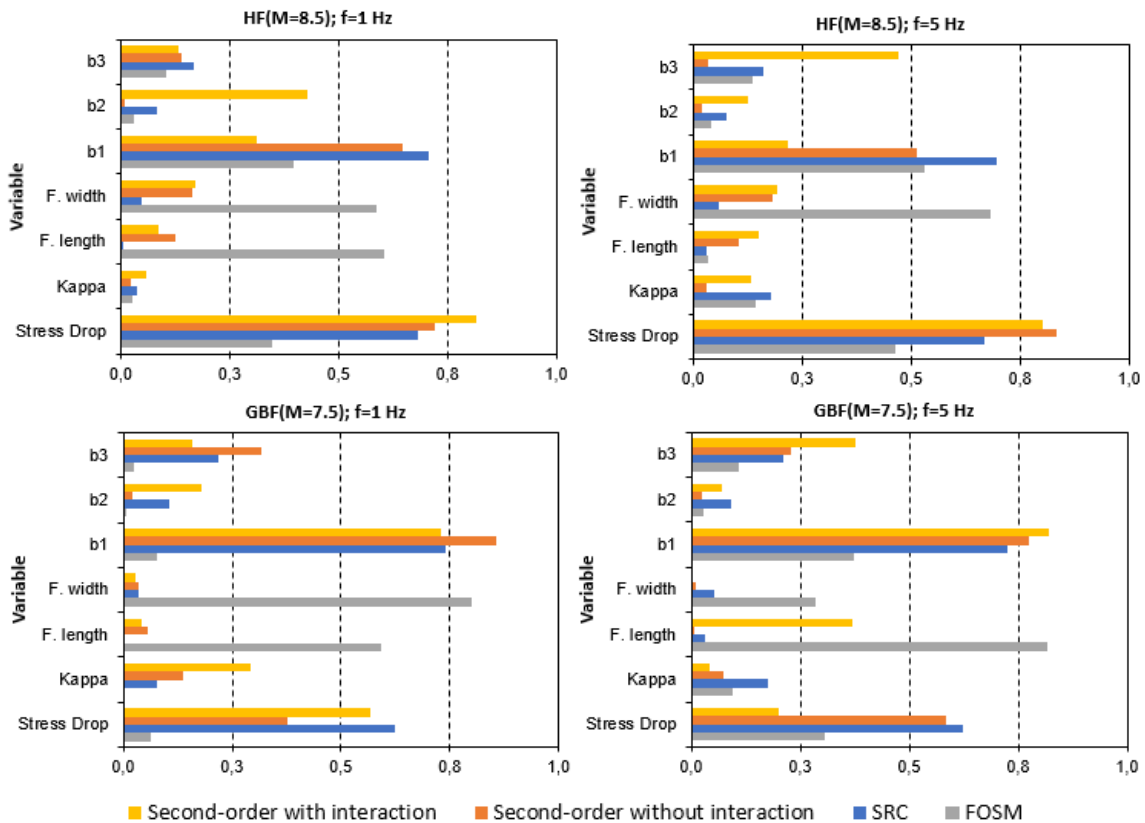 HF(M=8.5); f=1 Hz
Variable
b3
b2
b1
F. width
F. length
Kappa
Stress Drop
0,0 0,3 0,5 0,8 1,0
HF(M=8.5); f=5 Hz
Variable
b3
b2
b1
F. width
F. length
Kappa
Stress Drop
0,0 0,3 0,5 0,8 1,0
GBF(M=7.5); f=1 Hz
Variable
b3
b2
b1
F. width
F. length
Kappa
Stress Drop
0,0 0,3 0,5 0,8 1,0
GBF(M=7.5); f=5 Hz
Variable
b3
b2
b1
F. width
F. length
Kappa
Stress Drop
0,0 0,3 0,5 0,8 1,0
Second-order with interaction Second-order without interaction SRC FOSM